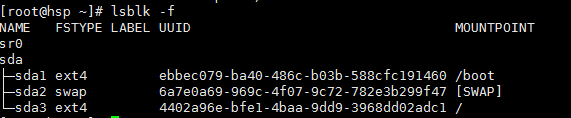 [root@hsp ~]# lsblk -f
NAME   FSTYPE LABEL UUID                                 MOUNTPOINT
sr0
sda
├─sda1 ext4         ebbec079-ba40-486c-b03b-588cfc191460 /boot
├─sda2 swap         6a7e0a69-969c-4f07-9c72-782e3b299f47 [SWAP]
└─sda3 ext4         4402a96e-bfe1-4baa-9dd9-3968dd02adc1 /